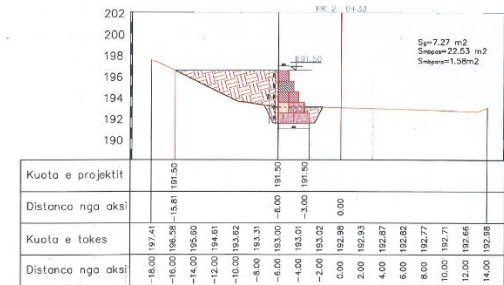 PK 2 0+33
202
200
198
196
194
192
190
191.50
Sg=7.27 m2
Smbpas=22.53 m2
Smbpara=1.58m2
Kuota e projektit 191.50 191.50 191.50
Distanca nga aksi -15.81 -6.00 -3.00 0.00
Kuota e tokes 197.41 196.58 195.60 194.61 193.62 193.31 193.00 193.01 193.02 192.98 192.93 192.87 192.82 192.77 192.71 192.66 192.98
Distanca nga aksi -18.00 -16.00 -14.00 -12.00 -10.00 -8.00 -6.00 -4.00 -2.00 0.00 2.00 4.00 6.00 8.00 10.00 12.00 14.00